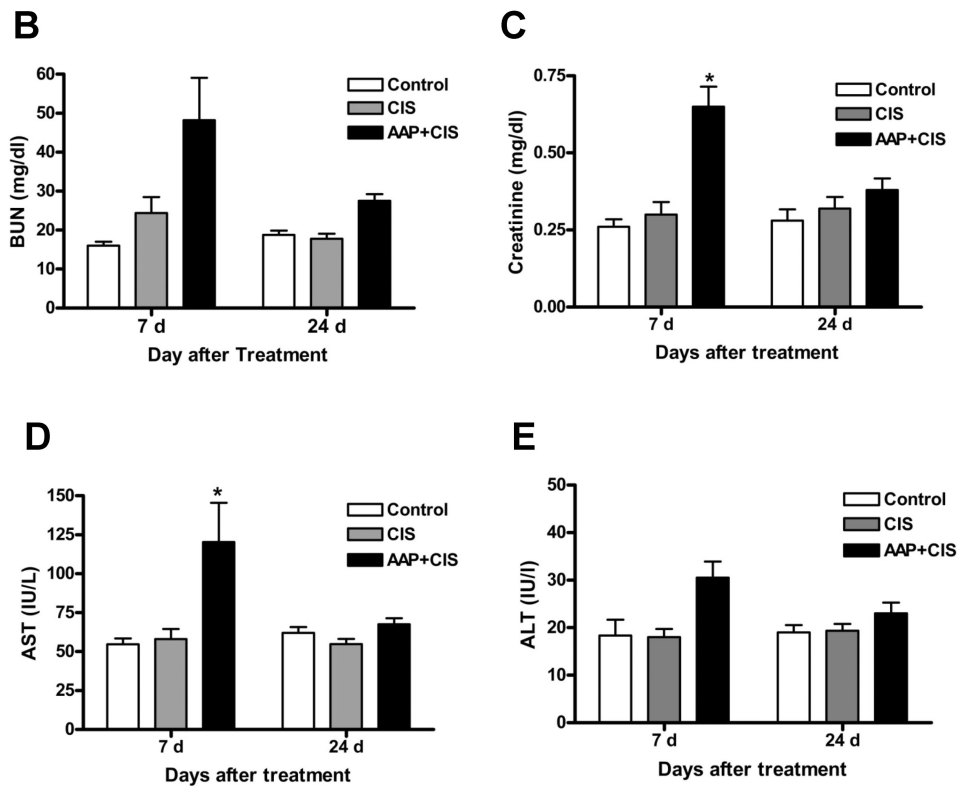 B
BUN (mg/dl)
60
50
40
30
20
10
0
Control
CIS
AAP+CIS
7 d
24 d
Day after Treatment
C
Creatinine (mg/dl)
0.75
0.50
0.25
0.00
*
Control
CIS
AAP+CIS
7 d
24 d
Days after treatment
D
AST (IU/L)
150
125
100
75
50
25
0
*
Control
CIS
AAP+CIS
7 d
24 d
Days after treatment
E
ALT (IU/l)
50
40
30
20
10
0
Control
CIS
AAP+CIS
7 d
24 d
Days after treatment